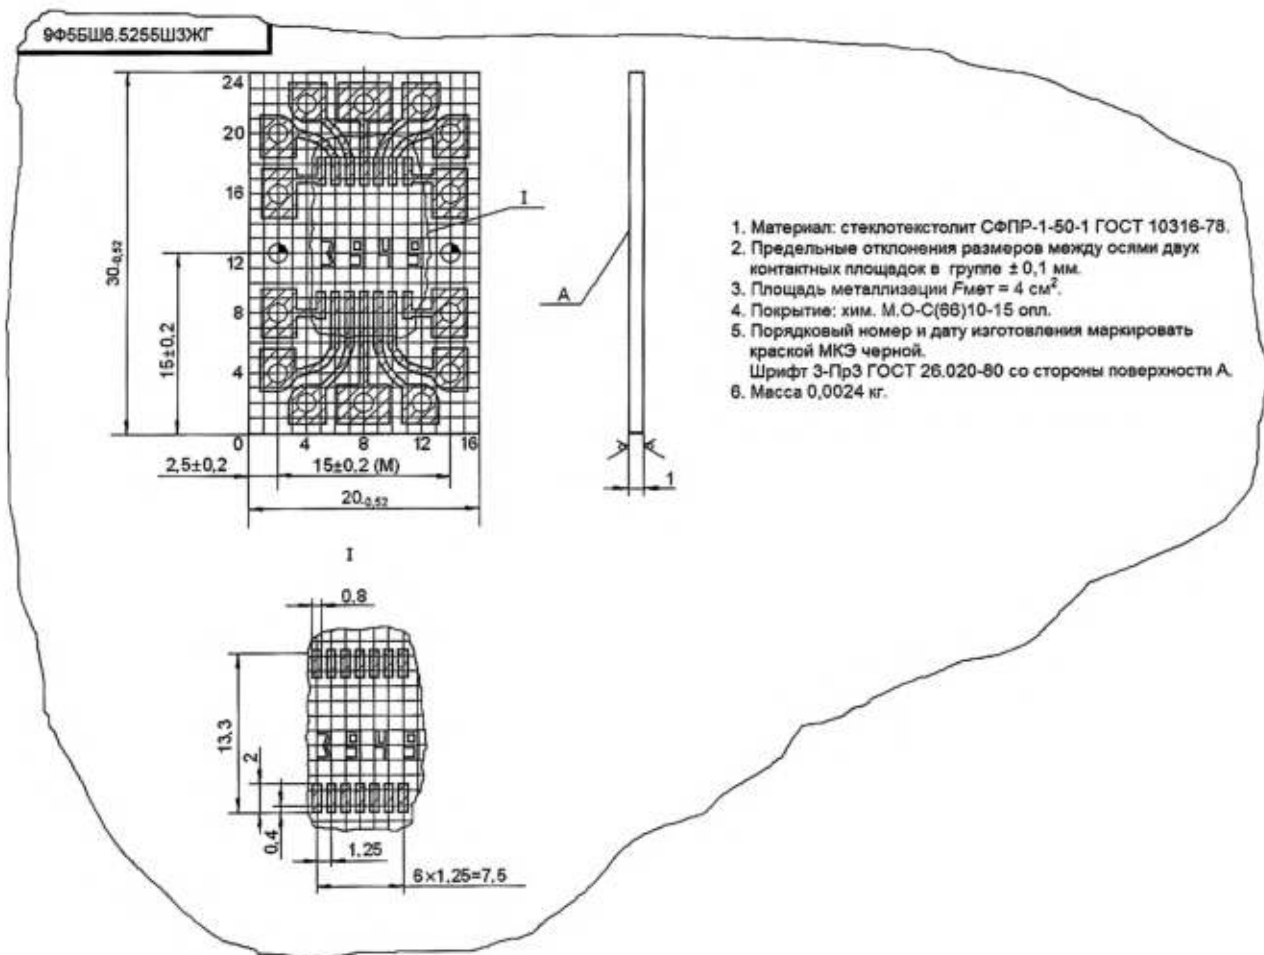 9Ф5БШ6.5255ШЗЖГ
24
20
16
12
8
4
0
4
8
12
16
30-0,52
15±0,2
2,5±0,2
15±0,2 (М)
20-0,52
I
А
1
1. Материал: стеклотекстолит СФПР-1-50-1 ГОСТ 10316-78.
2. Предельные отклонения размеров между осями двух
контактных площадок в группе ± 0,1 мм.
3. Площадь металлизации Fмет = 4 см².
4. Покрытие: хим. М.О-С(66)10-15 опл.
5. Порядковый номер и дату изготовления маркировать
краской МКЭ черной.
Шрифт 3-Пр3 ГОСТ 26.020-80 со стороны поверхности А.
6. Масса 0,0024 кг.
I
0,8
13,3
2
0,4
1,25
6×1,25=7,5